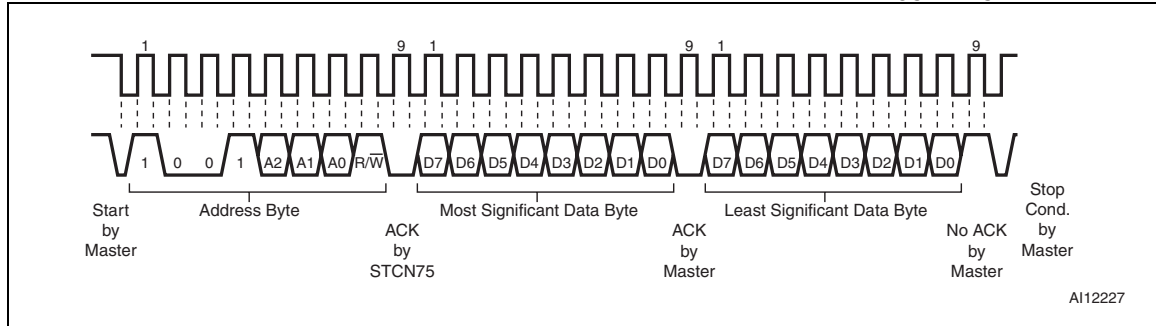 1 9 1 9 1 9
1 0 0 1 A2 A1 A0 R/W̅ D7 D6 D5 D4 D3 D2 D1 D0 D7 D6 D5 D4 D3 D2 D1 D0
Start
by
Master
Address Byte
ACK
by
STCN75
Most Significant Data Byte
ACK
by
Master
Least Significant Data Byte
No ACK
by
Master
Stop
Cond.
by
Master
AI12227